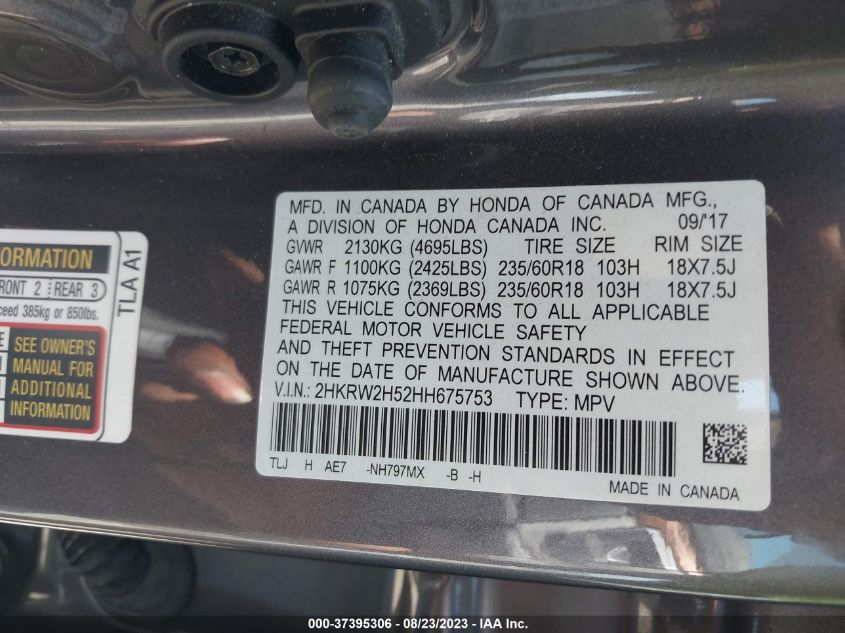 MFD. IN CANADA BY HONDA OF CANADA MFG.,
A DIVISION OF HONDA CANADA INC. 09/'17
GVWR 2130KG (4695LBS) TIRE SIZE RIM SIZE
GAWR F 1100KG (2425LBS) 235/60R18 103H 18X7.5J
GAWR R 1075KG (2369LBS) 235/60R18 103H 18X7.5J
THIS VEHICLE CONFORMS TO ALL APPLICABLE
FEDERAL MOTOR VEHICLE SAFETY
AND THEFT PREVENTION STANDARDS IN EFFECT
ON THE DATE OF MANUFACTURE SHOWN ABOVE.
V.I.N.: 2HKRW2H52HH675753 TYPE: MPV
TLJ H AE7 -NH797MX -B -H
MADE IN CANADA
FRONT 2 REAR 3
385kg or 850lbs.
SEE OWNER'S
MANUAL FOR
ADDITIONAL
INFORMATION
TLA A1
000-37395306 - 08/23/2023 - IAA Inc.